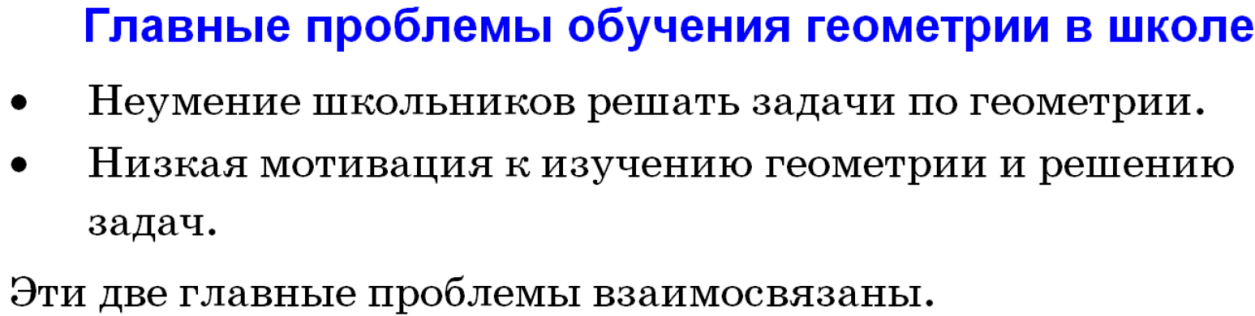 Главные проблемы обучения геометрии в школе
• Неумение школьников решать задачи по геометрии.
• Низкая мотивация к изучению геометрии и решению
задач.
Эти две главные проблемы взаимосвязаны.